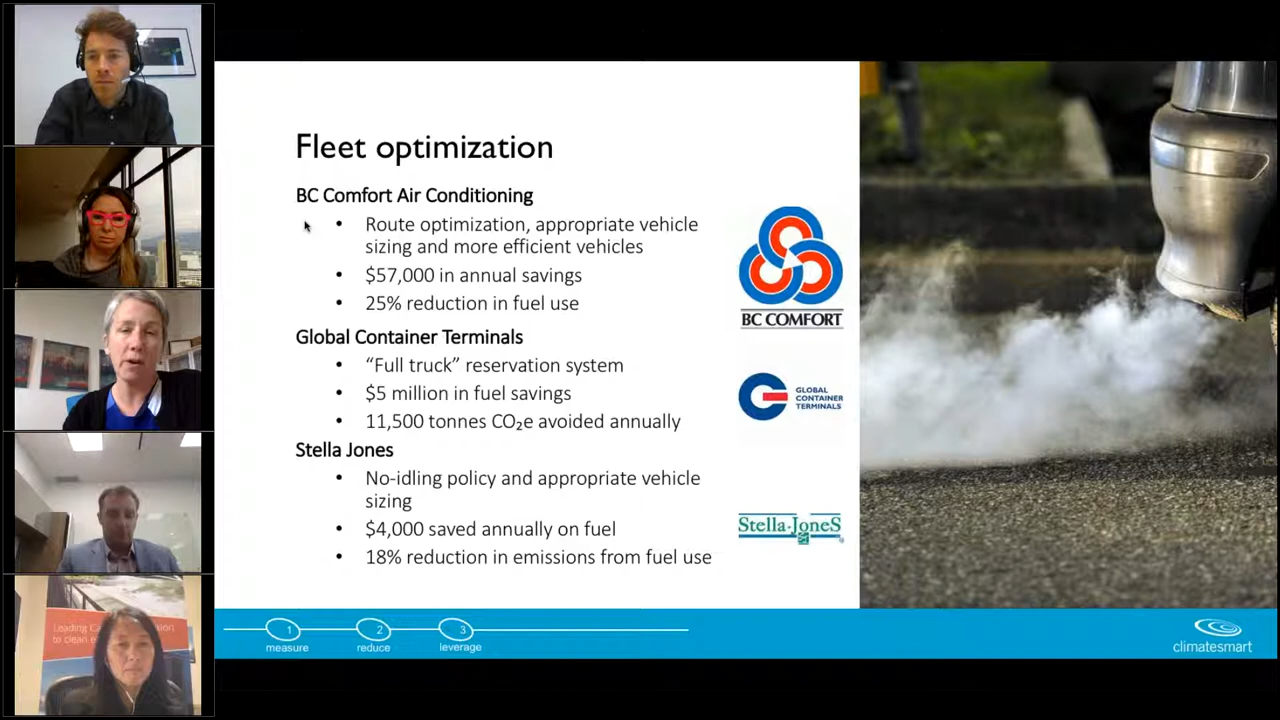 Fleet optimization
BC Comfort Air Conditioning
• Route optimization, appropriate vehicle
sizing and more efficient vehicles
• $57,000 in annual savings
• 25% reduction in fuel use
Global Container Terminals
• “Full truck” reservation system
• $5 million in fuel savings
• 11,500 tonnes CO₂e avoided annually
Stella Jones
• No-idling policy and appropriate vehicle
sizing
• $4,000 saved annually on fuel
• 18% reduction in emissions from fuel use
BC COMFORT
GLOBAL
CONTAINER
TERMINALS
Stella-JoneS
1
measure
2
reduce
3
leverage
climatesmart
Leading
to clean